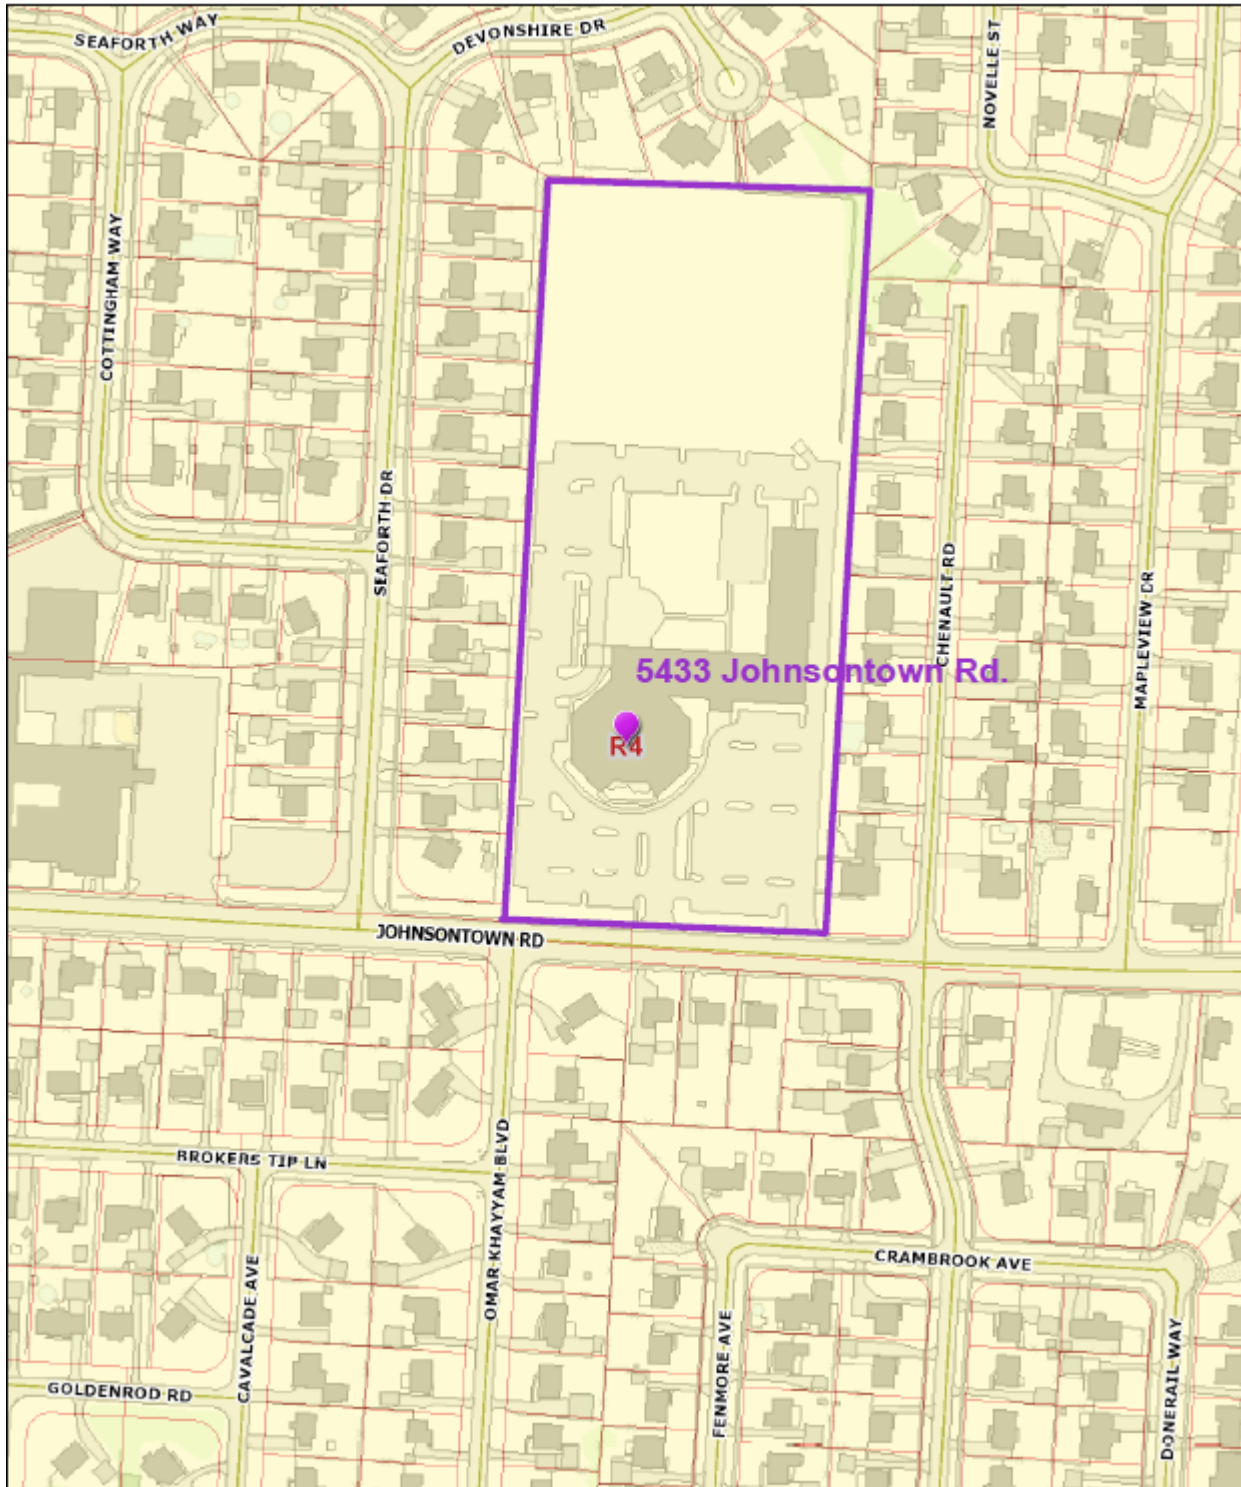 SEAFORTH WAY
DEVONSHIRE DR
NOVELLE ST
COTTINGHAM WAY
SEAFORTH DR
CHENAULT RD
MAPLEVIEW DR
5433 Johnsontown Rd.
R4
JOHNSONTOWN RD
BROKERS TIP LN
OMAR KHAYYAM BLVD
CAVALCADE AVE
CRAMBROOK AVE
FENMORE AVE
DONERAIL WAY
GOLDENROD RD